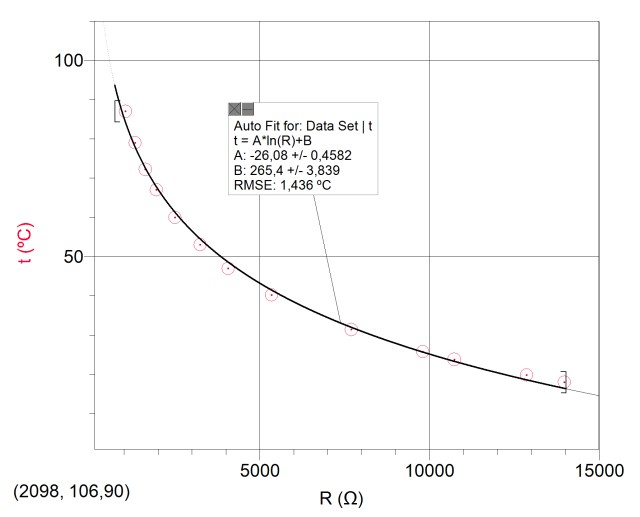 100
Auto Fit for: Data Set | t
t = A*ln(R)+B
A: -26,08 +/- 0,4582
B: 265,4 +/- 3,839
RMSE: 1,436 ºC
t (ºC)
50
5000
10000
15000
(2098, 106,90)
R (Ω)